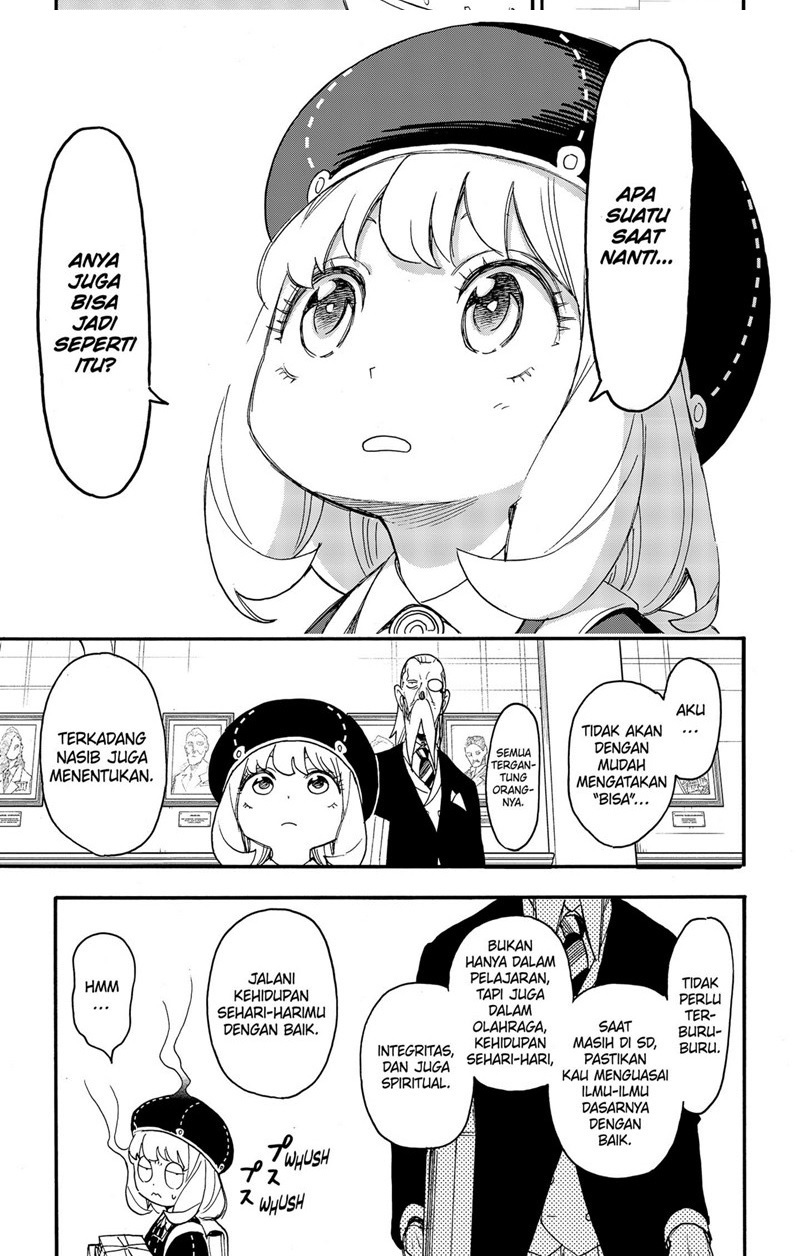 APA
SUATU
SAAT
NANTI...
ANYA
JUGA
BISA
JADI
SEPERTI
ITU?
AKU
...
TIDAK AKAN
DENGAN
MUDAH
MENGATAKAN
“BISA”...
SEMUA
TERGAN-
TUNG
ORANG-
NYA.
TERKADANG
NASIB JUGA
MENENTUKAN.
TIDAK
PERLU
TER-
BURU-
BURU.
SAAT
MASIH DI SD,
PASTIKAN
KAU MENGUASAI
ILMU-ILMU
DASARNYA
DENGAN
BAIK.
BUKAN
HANYA DALAM
PELAJARAN,
TAPI JUGA
DALAM
OLAHRAGA,
KEHIDUPAN
SEHARI-HARI,
INTEGRITAS,
DAN JUGA
SPIRITUAL.
JALANI
KEHIDUPAN
SEHARI-HARIMU
DENGAN BAIK.
HMM
...
プス
WHUSH
プス
WHUSH